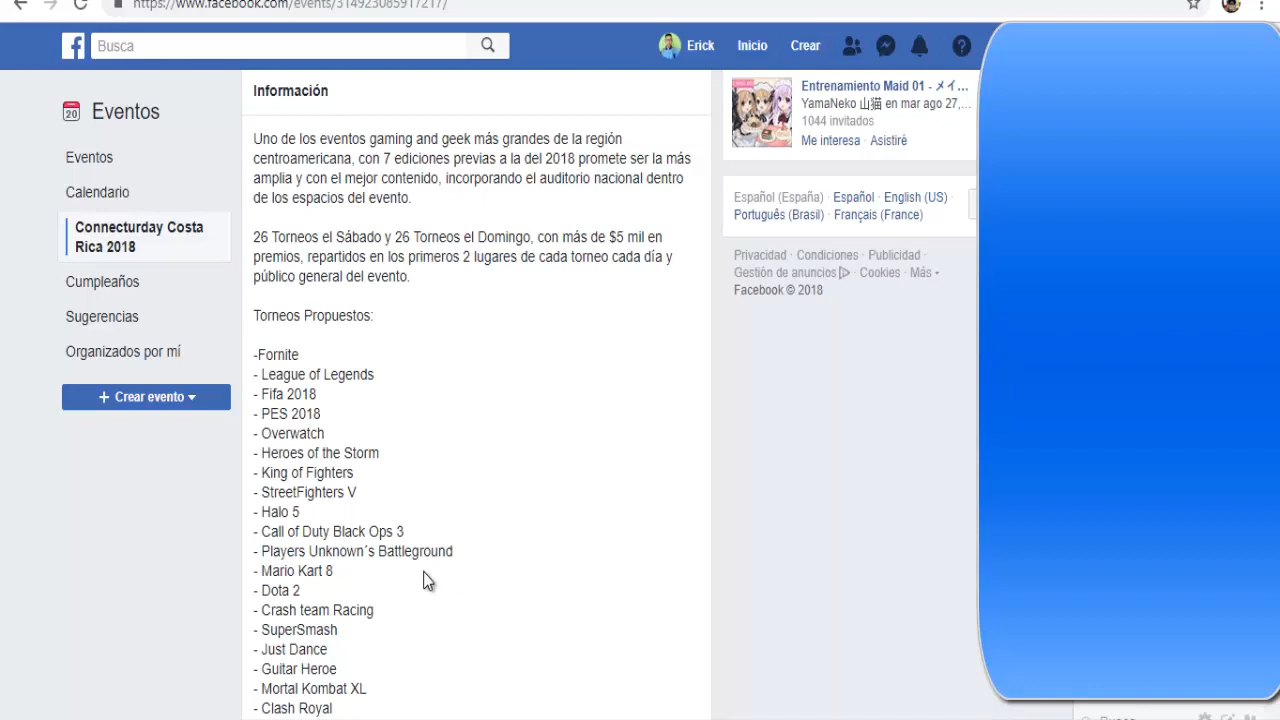 https://www.facebook.com/events/314923085917217/
Busca
Erick
Inicio
Crear
Eventos
Eventos
Calendario
Connecturday Costa
Rica 2018
Cumpleaños
Sugerencias
Organizados por mí
+ Crear evento
Información
Uno de los eventos gaming and geek más grandes de la región
centroamericana, con 7 ediciones previas a la del 2018 promete ser la más
amplia y con el mejor contenido, incorporando el auditorio nacional dentro
de los espacios del evento.
26 Torneos el Sábado y 26 Torneos el Domingo, con más de $5 mil en
premios, repartidos en los primeros 2 lugares de cada torneo cada día y
público general del evento.
Torneos Propuestos:
-Fornite
- League of Legends
- Fifa 2018
- PES 2018
- Overwatch
- Heroes of the Storm
- King of Fighters
- StreetFighters V
- Halo 5
- Call of Duty Black Ops 3
- Players Unknown´s Battleground
- Mario Kart 8
- Dota 2
- Crash team Racing
- SuperSmash
- Just Dance
- Guitar Heroe
- Mortal Kombat XL
- Clash Royal
Entrenamiento Maid 01 - メイ...
YamaNeko 山猫 en mar ago 27,...
1044 invitados
Me interesa · Asistiré
Español (España) · Español · English (US) ·
Português (Brasil) · Français (France)
Privacidad · Condiciones · Publicidad ·
Gestión de anuncios · Cookies · Más
Facebook © 2018